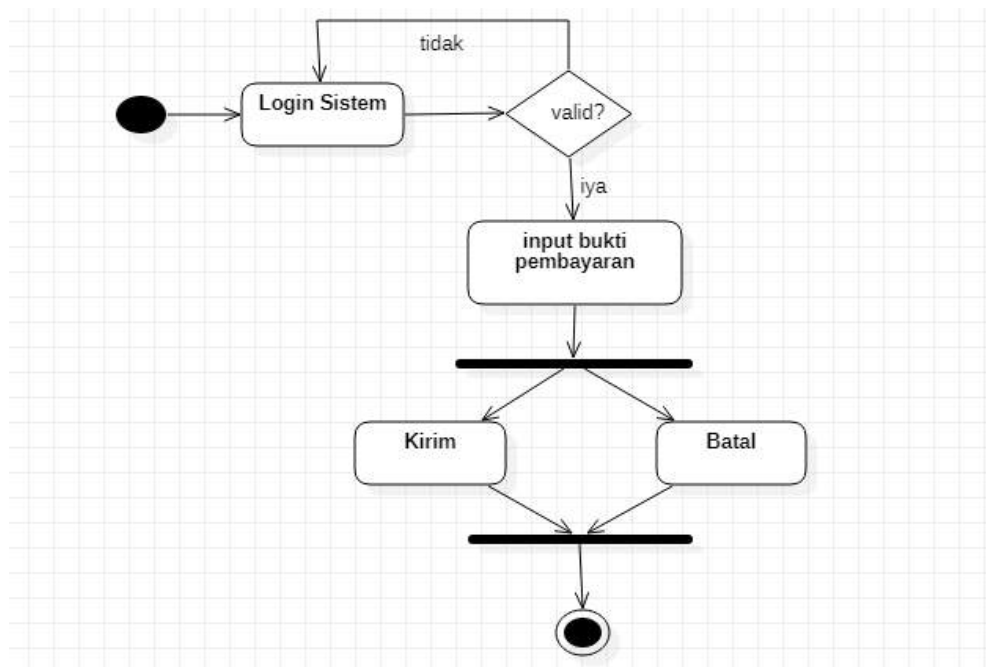 tidak
Login Sistem
valid?
iya
input bukti
pembayaran
Kirim
Batal